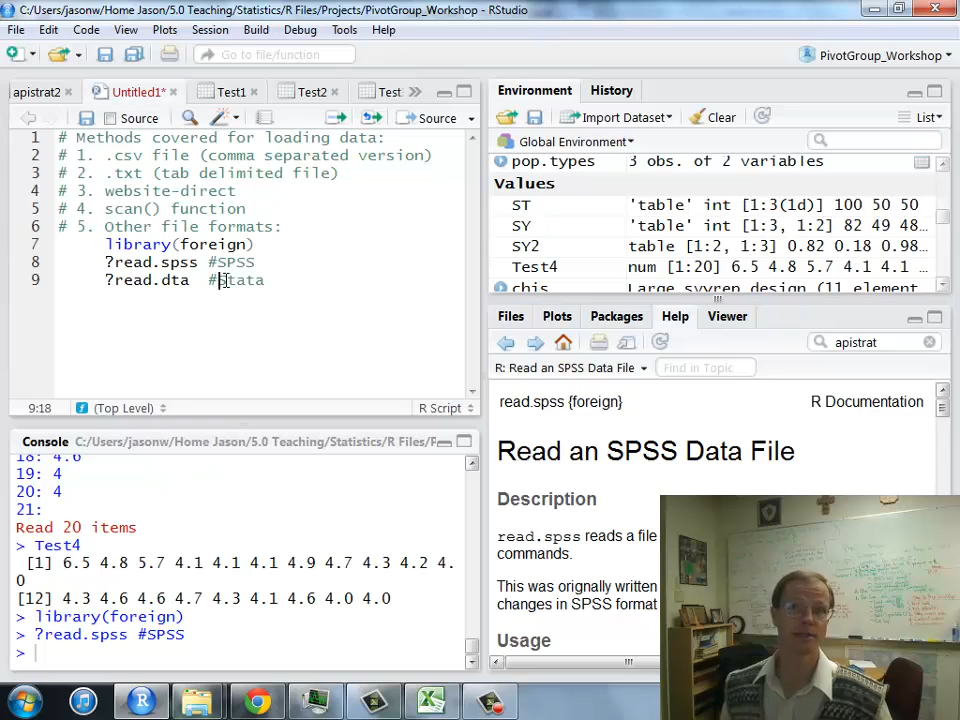 C:/Users/jasonw/Home Jason/5.0 Teaching/Statistics/R Files/Projects/PivotGroup_Workshop - RStudio
File Edit Code View Plots Session Build Debug Tools Help
Go to file/function
PivotGroup_Workshop
apistrat2 Untitled1* Test1 Test2 Test
Source
Source
1 # Methods covered for loading data:
2 # 1. .csv file (comma separated version)
3 # 2. .txt (tab delimited file)
4 # 3. website-direct
5 # 4. scan() function
6 # 5. Other file formats:
7 library(foreign)
8 ?read.spss #SPSS
9 ?read.dta #Stata
9:18 (Top Level) R Script
Console C:/Users/jasonw/Home Jason/5.0 Teaching/Statistics/R Files/P
18: 4.6
19: 4
20: 4
21:
Read 20 items
> Test4
[1] 6.5 4.8 5.7 4.1 4.1 4.1 4.9 4.7 4.3 4.2 4.
0
[12] 4.3 4.6 4.6 4.7 4.3 4.1 4.6 4.0 4.0
> library(foreign)
> ?read.spss #SPSS
>
Environment History
Import Dataset Clear List
Global Environment
pop.types 3 obs. of 2 variables
Values
ST 'table' int [1:3(1d)] 100 50 50
SY 'table' int [1:3, 1:2] 82 49 48
SY2 table [1:2, 1:3] 0.82 0.18 0.98
Test4 num [1:20] 6.5 4.8 5.7 4.1 4.1
chis Large svyrep design (11 element
Files Plots Packages Help Viewer
apistrat
R: Read an SPSS Data File Find in Topic
read.spss {foreign} R Documentation
Read an SPSS Data File
Description
read.spss reads a file
commands.
This was orignally written
changes in SPSS format
Usage